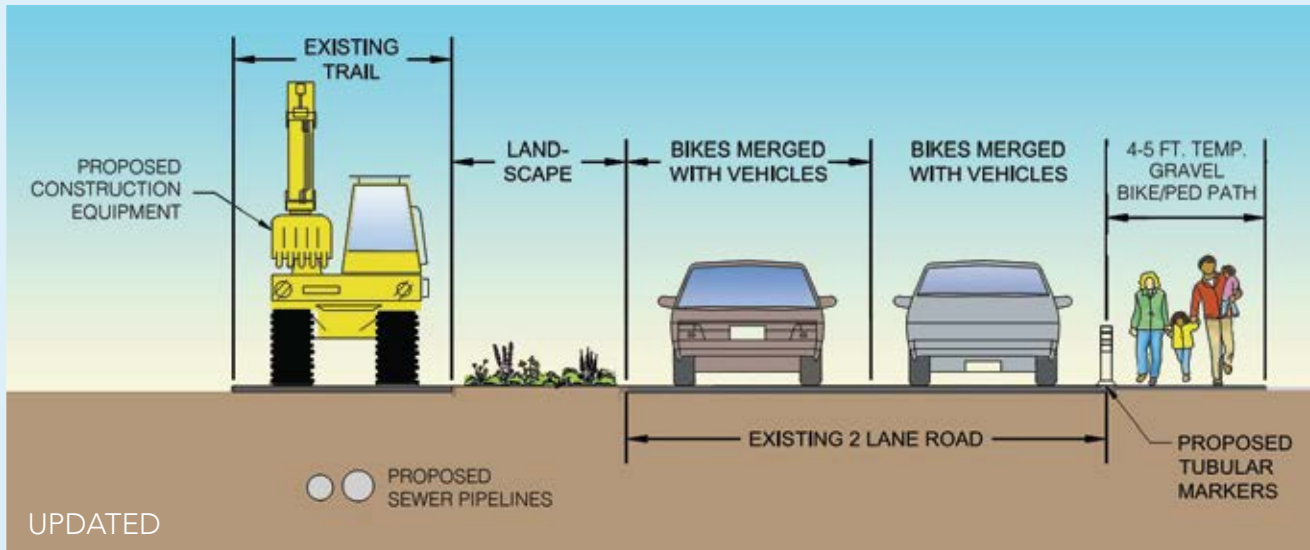 EXISTING
TRAIL
PROPOSED
CONSTRUCTION
EQUIPMENT
LAND-
SCAPE
BIKES MERGED
WITH VEHICLES
BIKES MERGED
WITH VEHICLES
4-5 FT. TEMP.
GRAVEL
BIKE/PED PATH
EXISTING 2 LANE ROAD
PROPOSED
TUBULAR
MARKERS
PROPOSED
SEWER PIPELINES
UPDATED